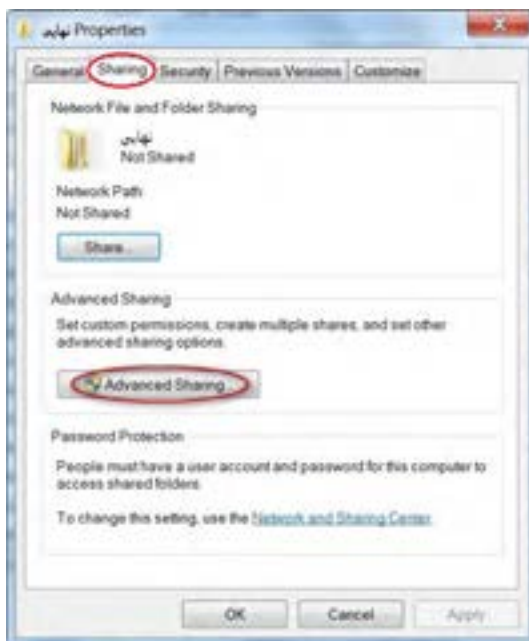 نهایی Properties
General Sharing Security Previous Versions Customize
Network File and Folder Sharing
نهایی
Not Shared
Network Path:
Not Shared
Share...
Advanced Sharing
Set custom permissions, create multiple shares, and set other
advanced sharing options.
Advanced Sharing...
Password Protection
People must have a user account and password for this computer to
access shared folders.
To change this setting, use the Network and Sharing Center.
OK Cancel Apply